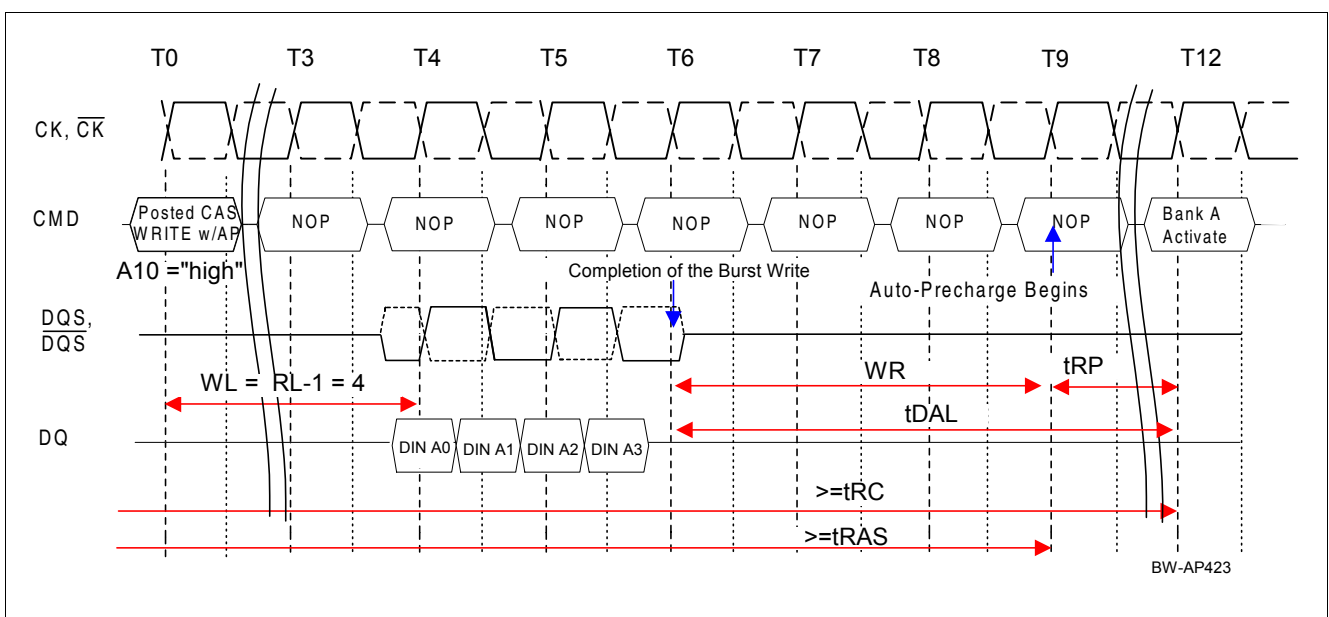 T0 T3 T4 T5 T6 T7 T8 T9 T12
CK, CK
CMD
Posted CAS
WRITE w/AP
NOP NOP NOP NOP NOP NOP NOP
Bank A
Activate
A10 ="high"
Completion of the Burst Write
Auto-Precharge Begins
DQS,
DQS
WL = RL-1 = 4
WR
tRP
tDAL
DQ
DIN A0 DIN A1 DIN A2 DIN A3
>=tRC
>=tRAS
BW-AP423